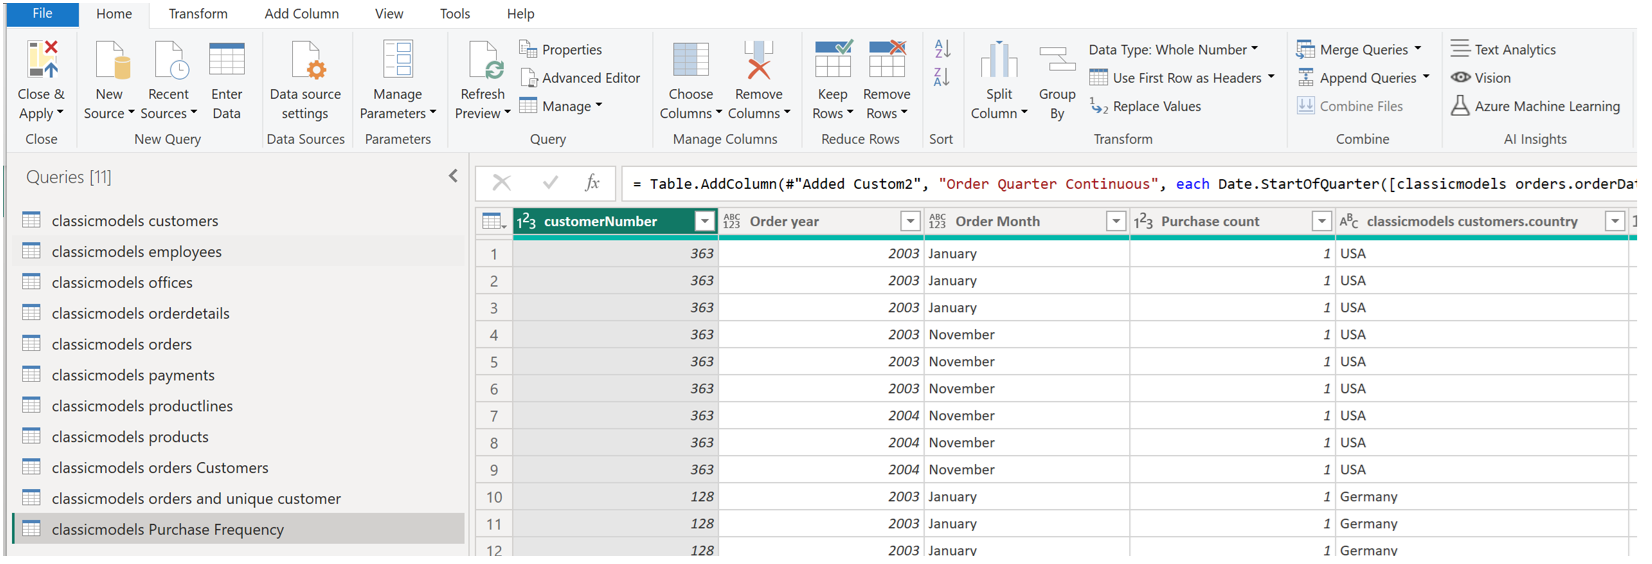 File Home Transform Add Column View Tools Help
Close & Apply
New Source
Recent Sources
Enter Data
Data source settings
Manage Parameters
Refresh Preview
Properties
Advanced Editor
Manage
Choose Columns
Remove Columns
Keep Rows
Remove Rows
A Z
Z A
Split Column
Group By
Data Type: Whole Number
Use First Row as Headers
1 2 Replace Values
Merge Queries
Append Queries
Combine Files
Text Analytics
Vision
Azure Machine Learning
Close New Query Data Sources Parameters Query Manage Columns Reduce Rows Sort Transform Combine AI Insights
Queries [11]
classicmodels customers
classicmodels employees
classicmodels offices
classicmodels orderdetails
classicmodels orders
classicmodels payments
classicmodels productlines
classicmodels products
classicmodels orders Customers
classicmodels orders and unique customer
classicmodels Purchase Frequency
fx = Table.AddColumn(#"Added Custom2", "Order Quarter Continuous", each Date.StartOfQuarter([classicmodels orders.orderDa
123 customerNumber ABC 123 Order year ABC 123 Order Month 123 Purchase count ABC classicmodels customers.country
1 363 2003 January 1 USA
2 363 2003 January 1 USA
3 363 2003 January 1 USA
4 363 2003 November 1 USA
5 363 2003 November 1 USA
6 363 2003 November 1 USA
7 363 2004 November 1 USA
8 363 2004 November 1 USA
9 363 2004 November 1 USA
10 128 2003 January 1 Germany
11 128 2003 January 1 Germany
12 128 2003 January 1 Germany